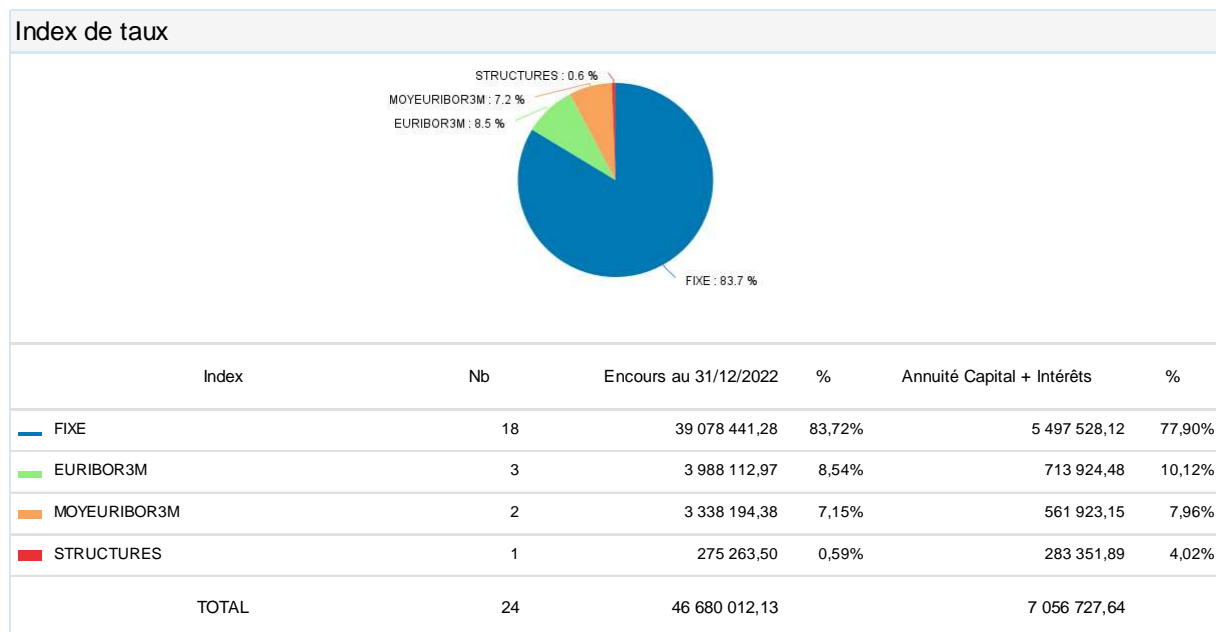 Index de taux
STRUCTURES : 0.6 %
MOYEURIBOR3M : 7.2 %
EURIBOR3M : 8.5 %
FIXE : 83.7 %
Index Nb Encours au 31/12/2022 % Annuité Capital + Intérêts %
FIXE 18 39 078 441,28 83,72% 5 497 528,12 77,90%
EURIBOR3M 3 3 988 112,97 8,54% 713 924,48 10,12%
MOYEURIBOR3M 2 3 338 194,38 7,15% 561 923,15 7,96%
STRUCTURES 1 275 263,50 0,59% 283 351,89 4,02%
TOTAL 24 46 680 012,13 7 056 727,64